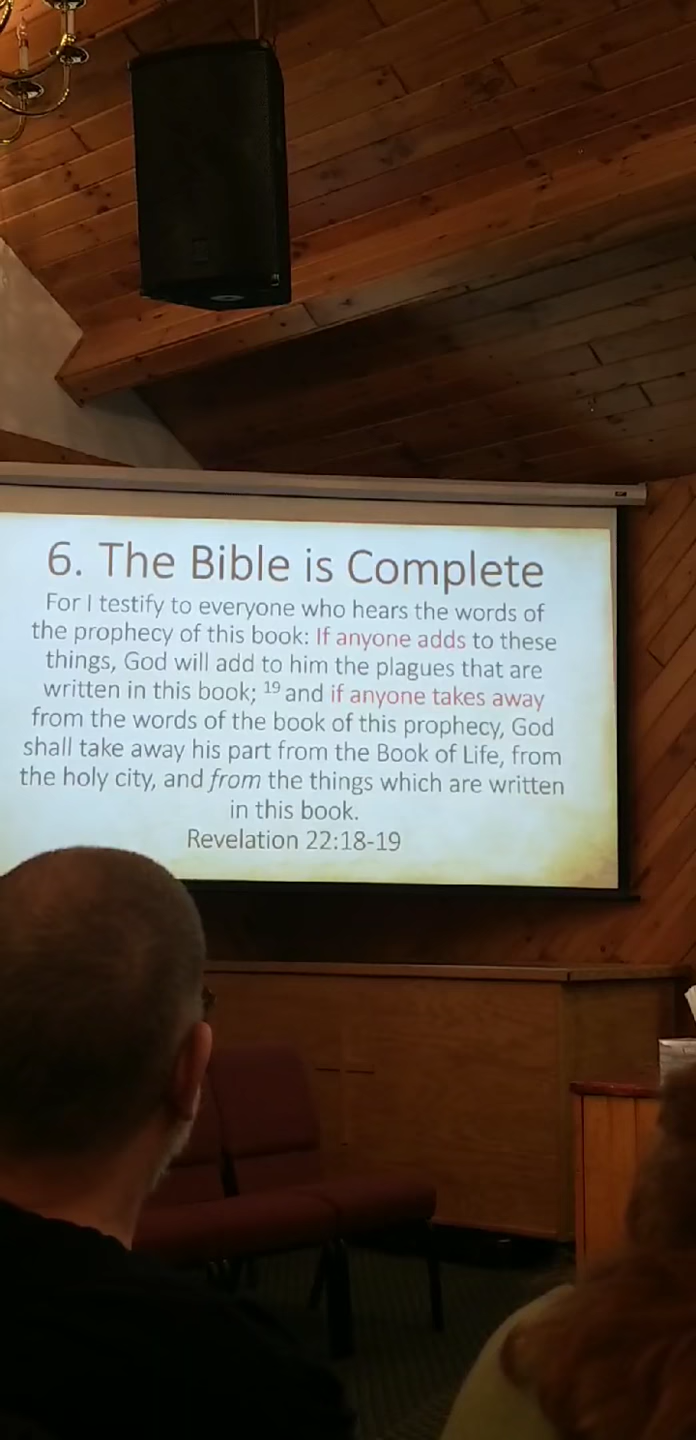 6. The Bible is Complete
For I testify to everyone who hears the words of
the prophecy of this book: If anyone adds to these
things, God will add to him the plagues that are
written in this book; ¹⁹ and if anyone takes away
from the words of the book of this prophecy, God
shall take away his part from the Book of Life, from
the holy city, and from the things which are written
in this book.
Revelation 22:18-19